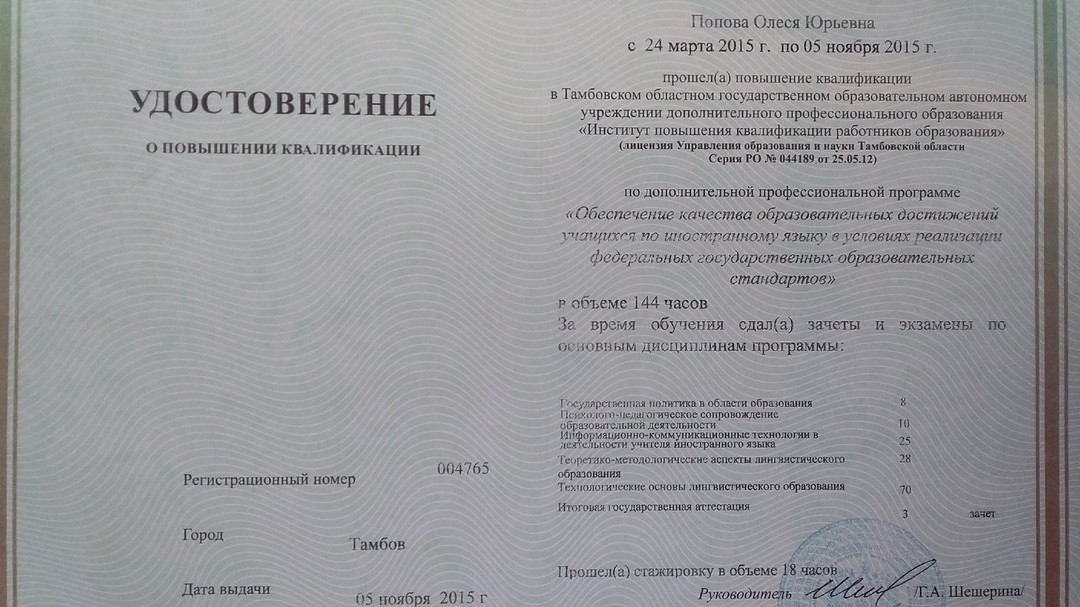 УДОСТОВЕРЕНИЕ
О ПОВЫШЕНИИ КВАЛИФИКАЦИИ
Регистрационный номер 004765
Город Тамбов
Дата выдачи 05 ноября 2015 г
Попова Олеся Юрьевна
с 24 марта 2015 г. по 05 ноября 2015 г.
прошел(а) повышение квалификации
в Тамбовском областном государственном образовательном автономном
учреждении дополнительного профессионального образования
«Институт повышения квалификации работников образования»
(лицензия Управления образования и науки Тамбовской области
Серия РО № 044189 от 25.05.12)
по дополнительной профессиональной программе
«Обеспечение качества образовательных достижений
учащихся по иностранному языку в условиях реализации
федеральных государственных образовательных
стандартов»
в объеме 144 часов
За время обучения сдал(а) зачеты и экзамены по
основным дисциплинам программы:
Государственная политика в области образования 8
Психолого-педагогическое сопровождение
образовательной деятельности 10
Информационно-коммуникационные технологии в
деятельности учителя иностранного языка 25
Теоретико-методологические аспекты лингвистического 28
образования
Технологические основы лингвистического образования 70
Итоговая государственная аттестация 3 зачет
Прошел(а) стажировку в объеме 18 часов
Руководитель /Г.А. Шешерина/